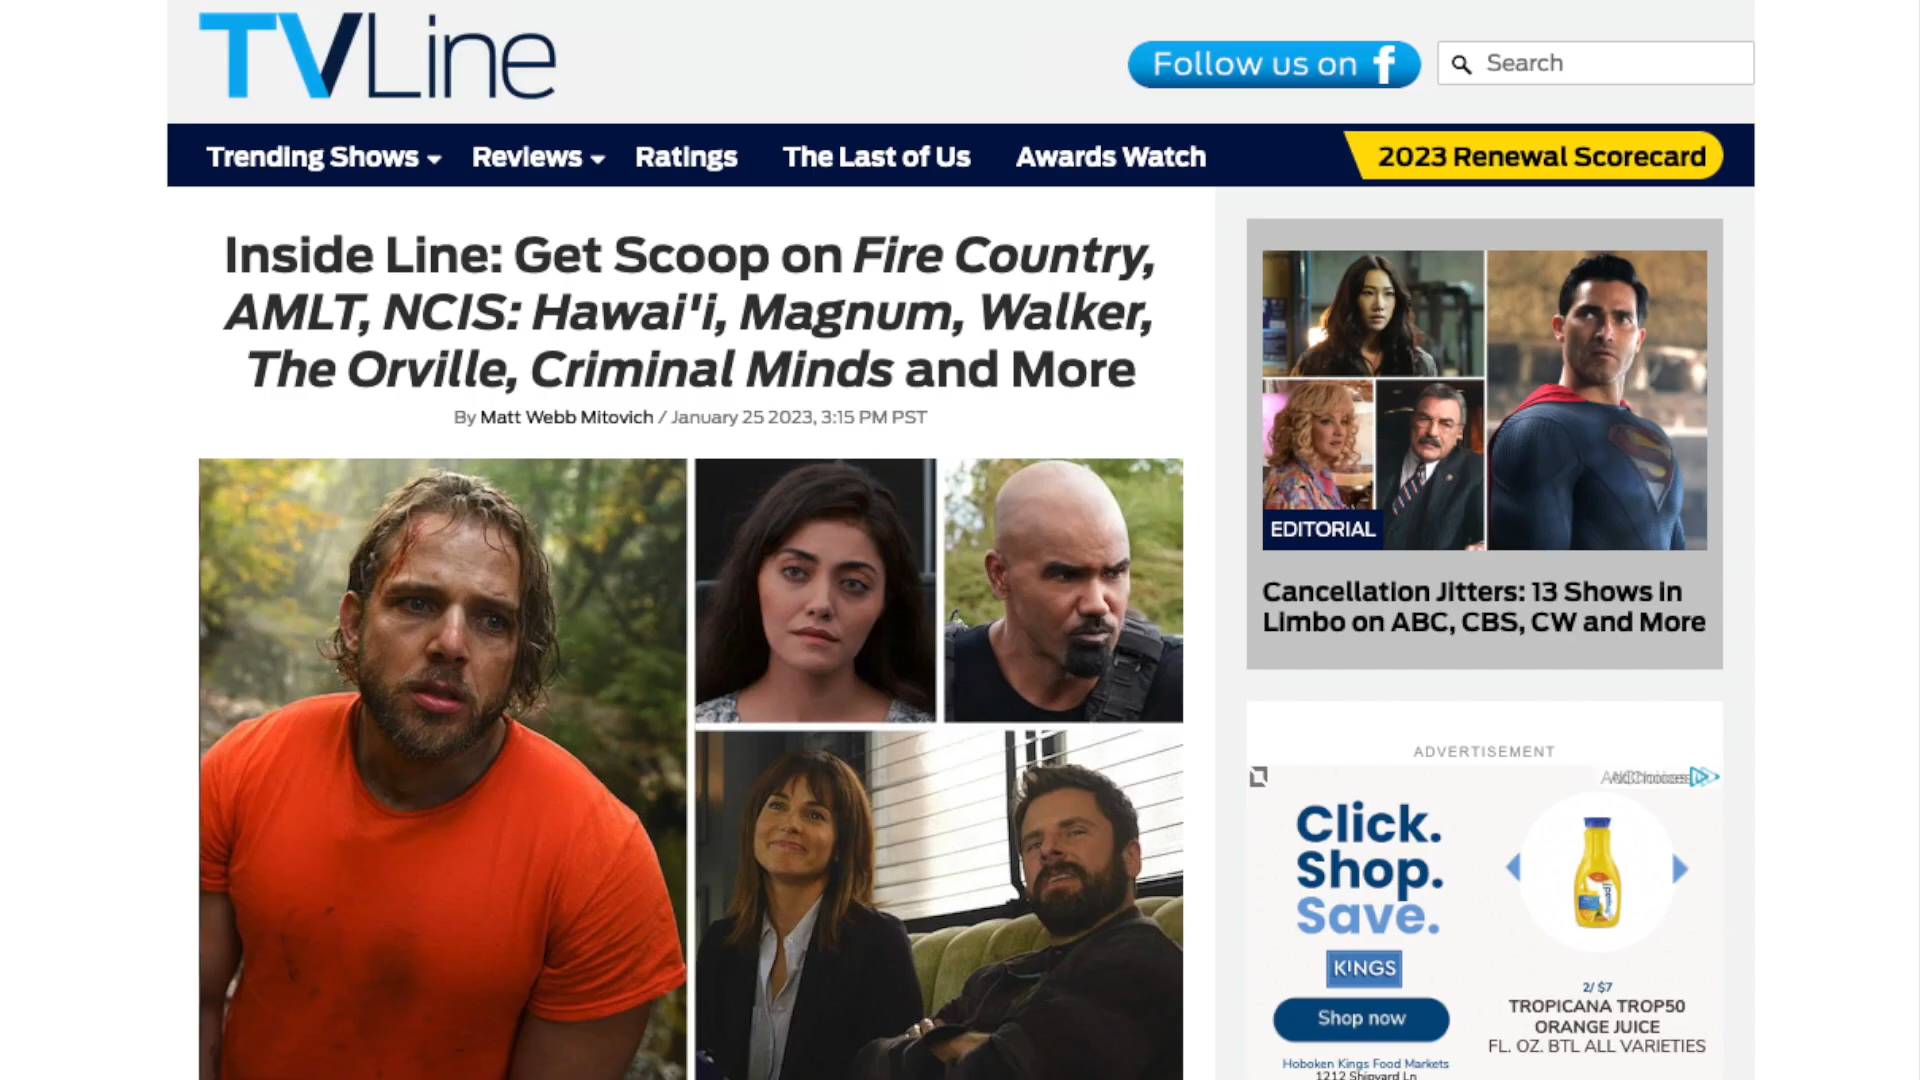 TVLine
Follow us on f
Search
Trending Shows
Reviews
Ratings
The Last of Us
Awards Watch
2023 Renewal Scorecard
Inside Line: Get Scoop on Fire Country,
AMLT, NCIS: Hawai'i, Magnum, Walker,
The Orville, Criminal Minds and More
By Matt Webb Mitovich / January 25 2023, 3:15 PM PST
EDITORIAL
Cancellation Jitters: 13 Shows in
Limbo on ABC, CBS, CW and More
ADVERTISEMENT
Click.
Shop.
Save.
KINGS
Shop now
Hoboken Kings Food Markets
1212 Shipyard Ln
2/ $7
TROPICANA TROP50
ORANGE JUICE
FL. OZ. BTL ALL VARIETIES